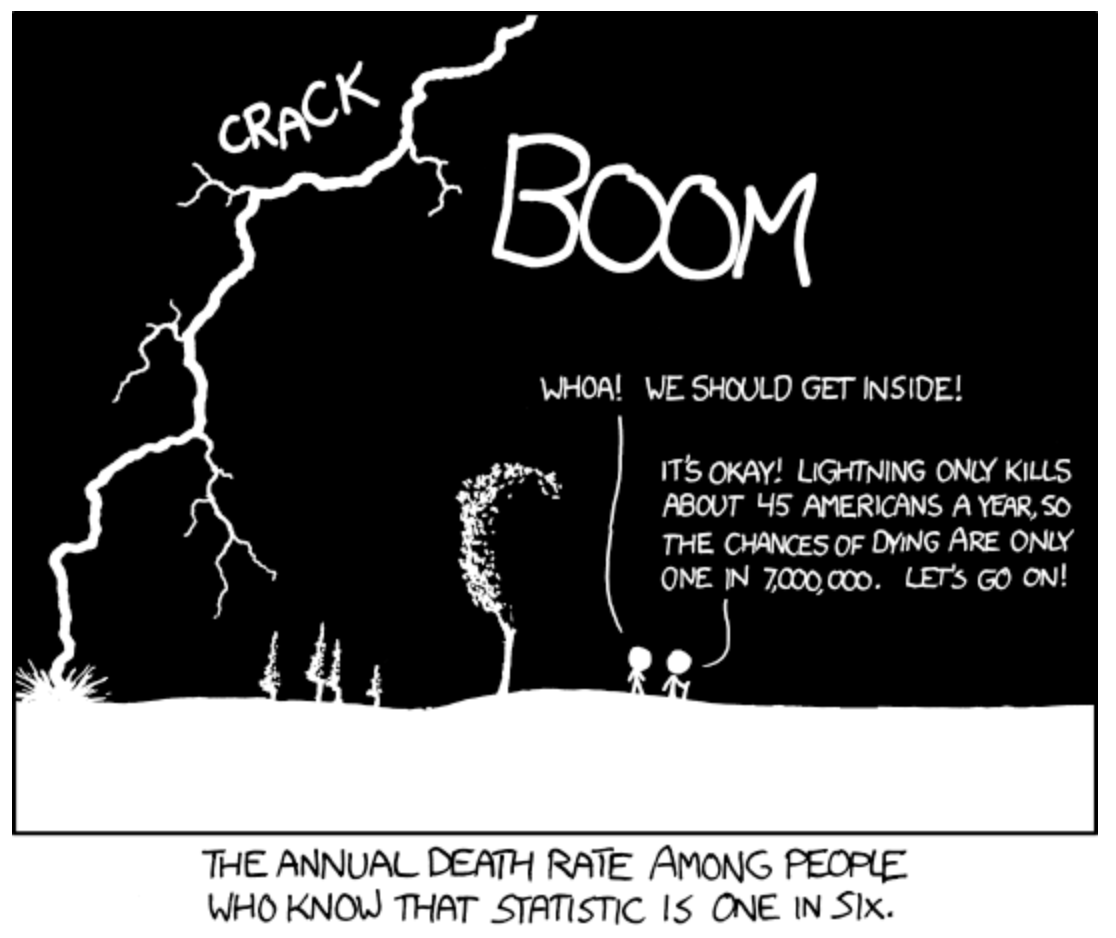 CRACK
BOOM
WHOA! WE SHOULD GET INSIDE!
IT'S OKAY! LIGHTNING ONLY KILLS
ABOUT 45 AMERICANS A YEAR, SO
THE CHANCES OF DYING ARE ONLY
ONE IN 7,000,000. LET'S GO ON!
THE ANNUAL DEATH RATE AMONG PEOPLE
WHO KNOW THAT STATISTIC IS ONE IN SIX.